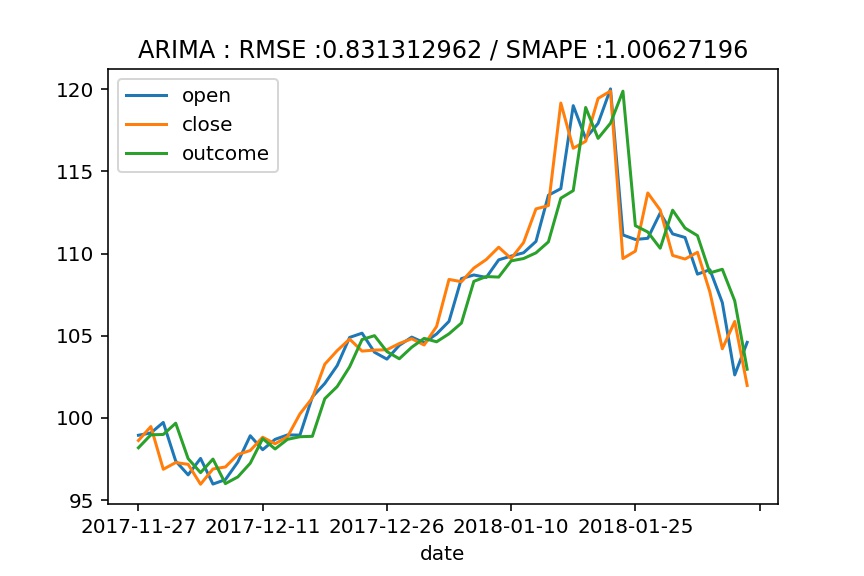 ARIMA : RMSE :0.831312962 / SMAPE :1.00627196
open
close
outcome
120
115
110
105
100
95
2017-11-27 2017-12-11 2017-12-26 2018-01-10 2018-01-25
date